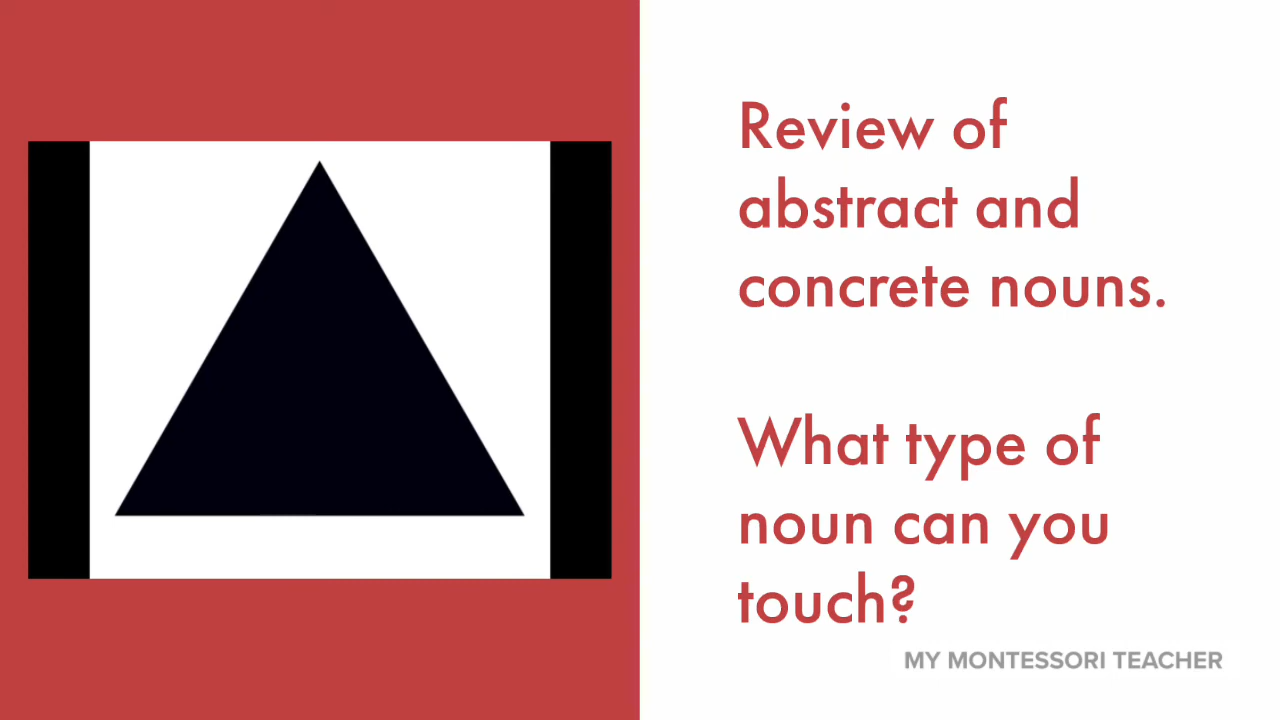 Review of
abstract and
concrete nouns.
What type of
noun can you
touch?
MY MONTESSORI TEACHER